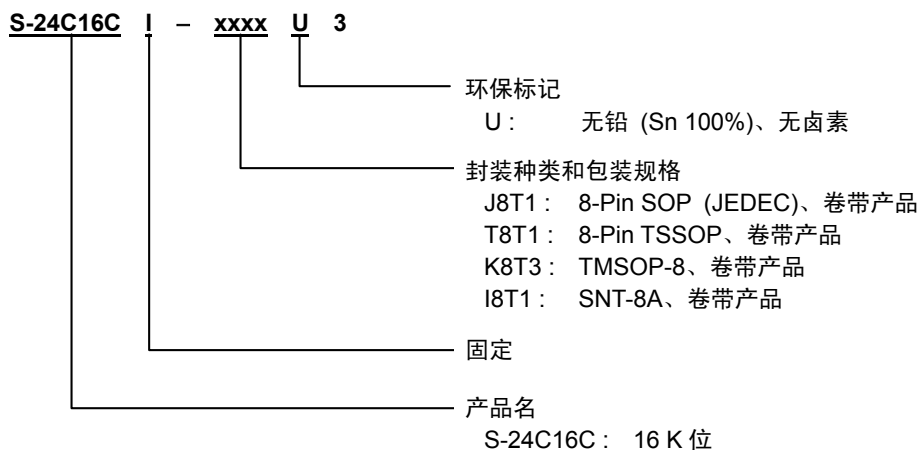 S-24C16C I – xxxx U 3
环保标记
U : 无铅 (Sn 100%)、无卤素
封装种类和包装规格
J8T1 : 8-Pin SOP (JEDEC)、卷带产品
T8T1 : 8-Pin TSSOP、卷带产品
K8T3 : TMSOP-8、卷带产品
I8T1 : SNT-8A、卷带产品
固定
产品名
S-24C16C : 16 K 位